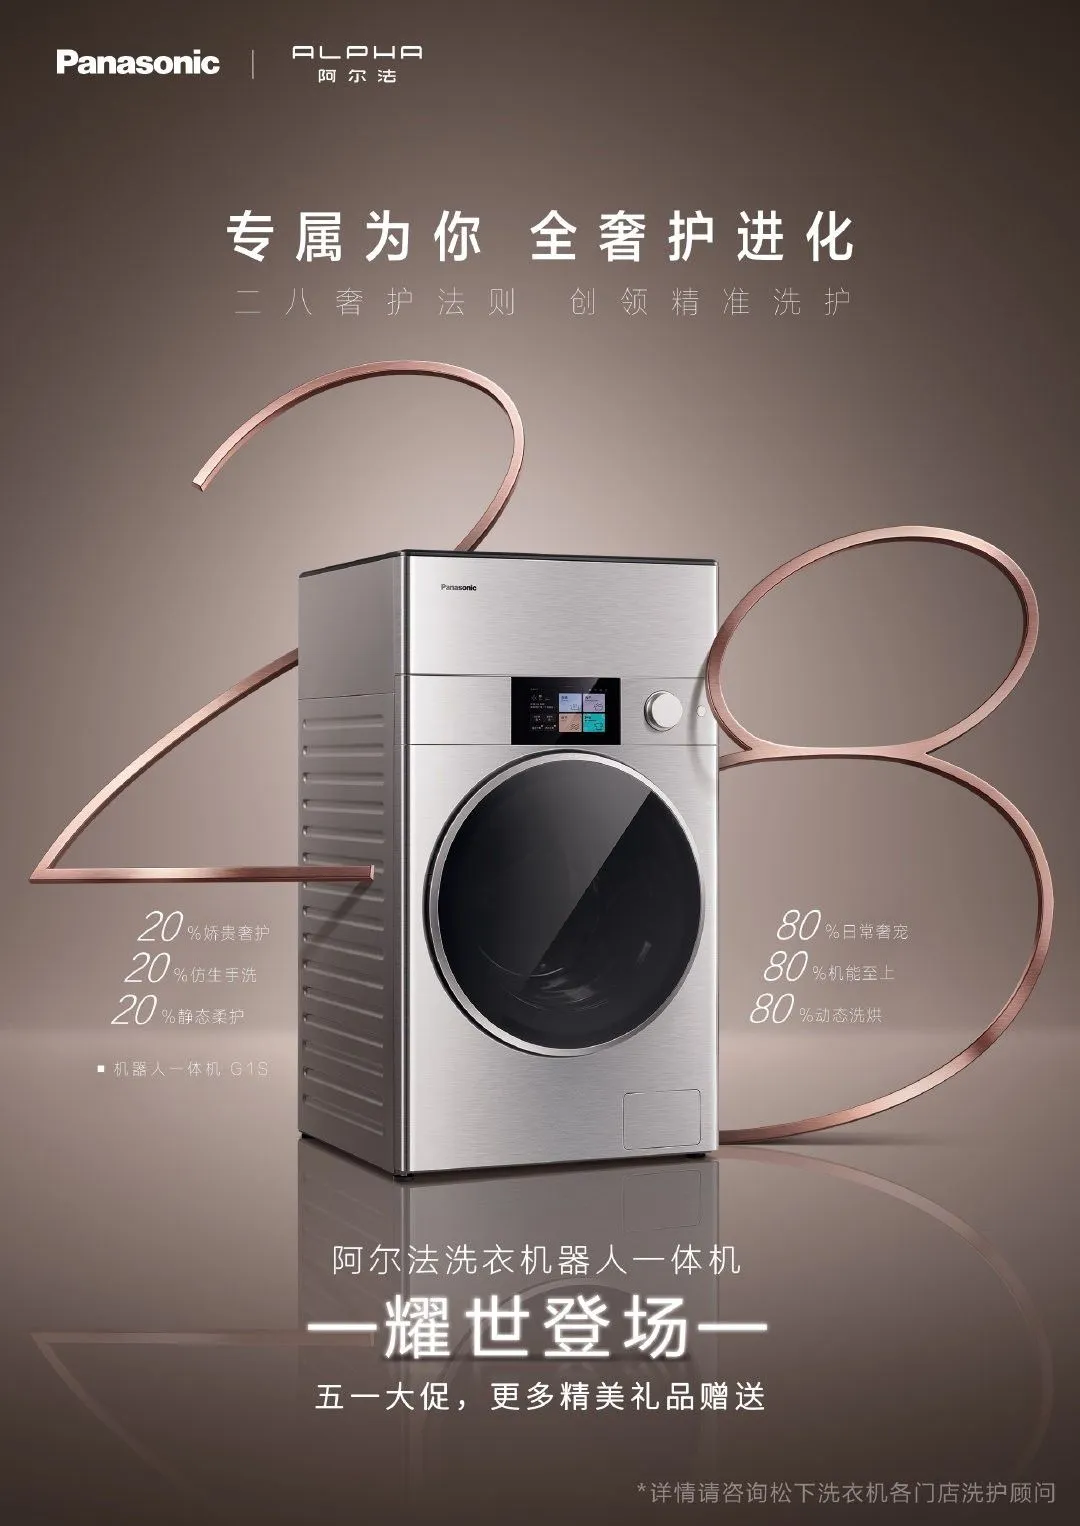 Panasonic
ALPHA
阿尔法
专属为你 全奢护进化
二八奢护法则 创领精准洗护
Panasonic
20%娇贵奢护
20%仿生手洗
20%静态柔护
■ 机器人一体机 G1S
80%日常奢宠
80%机能至上
80%动态洗烘
阿尔法洗衣机器人一体机
一耀世登场一
五一大促，更多精美礼品赠送
*详情请咨询松下洗衣机各门店洗护顾问